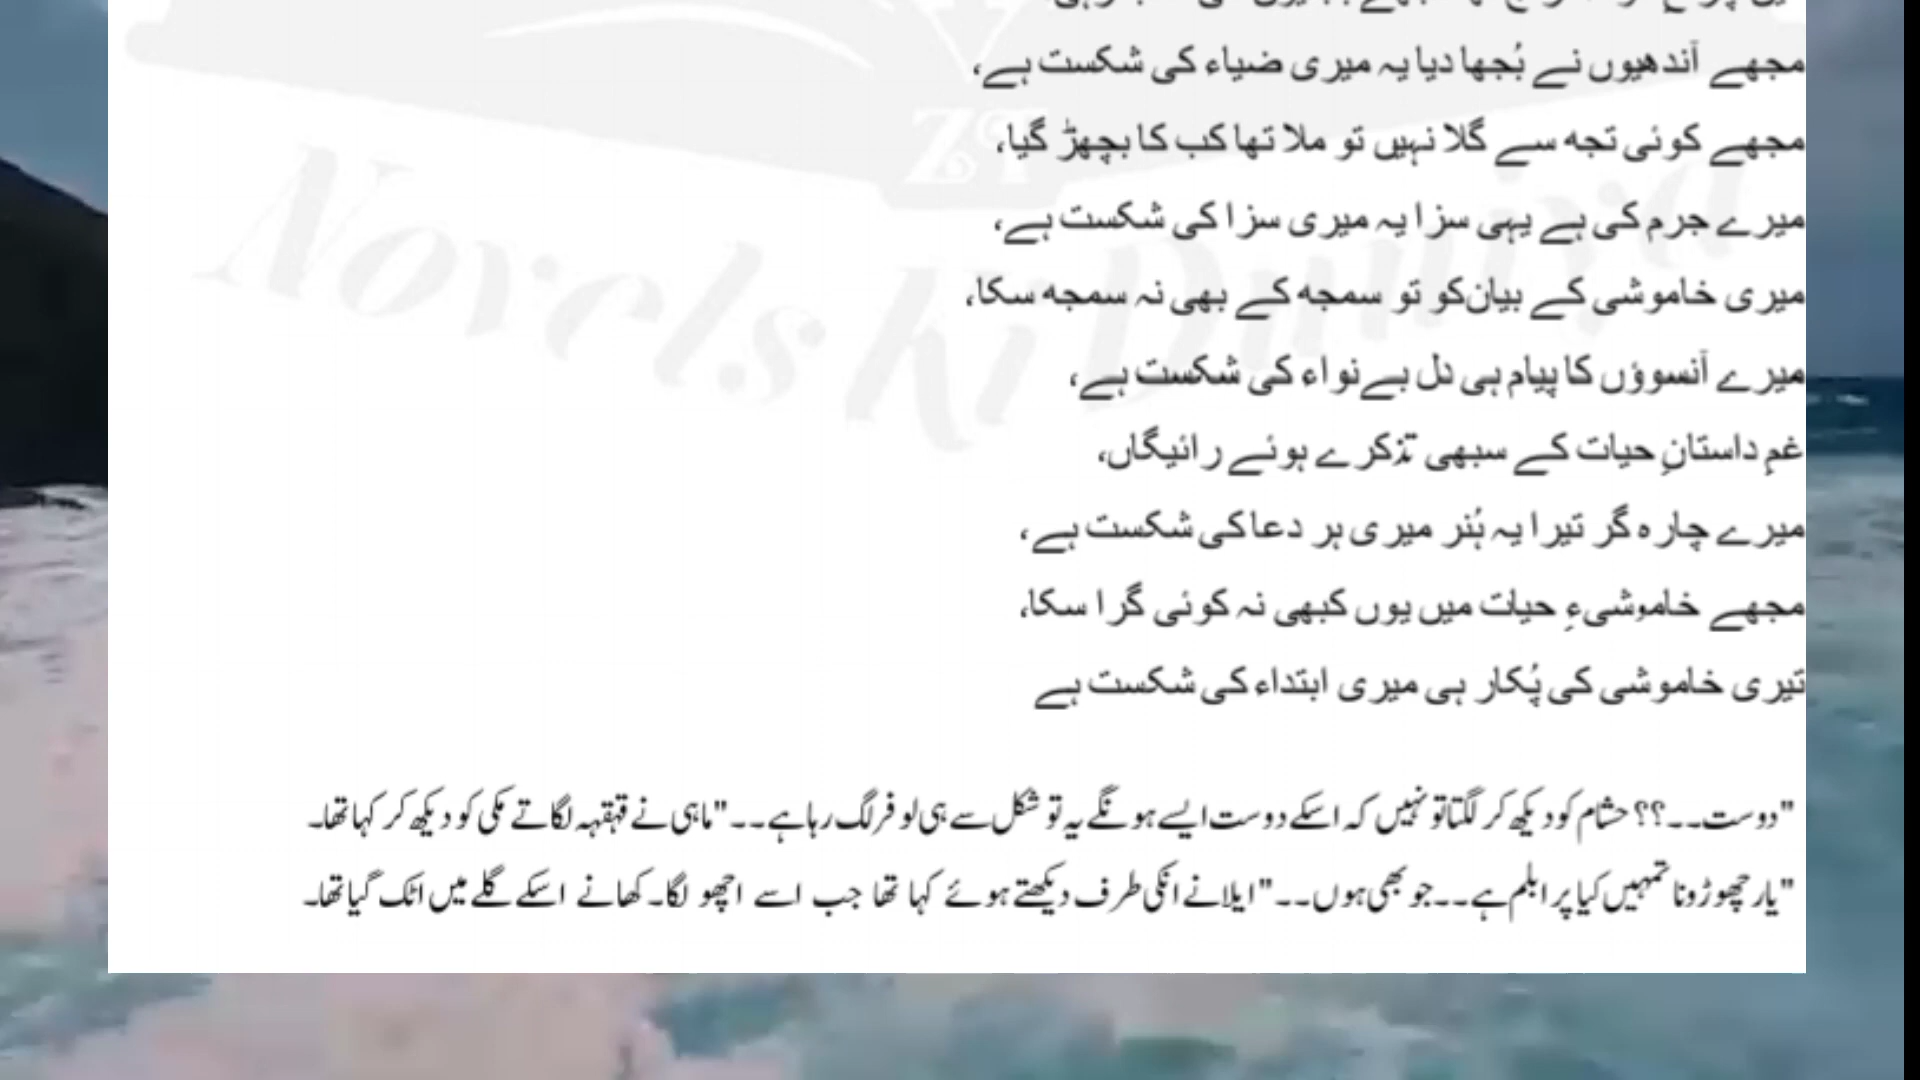 مجھے آندھیوں نے بُجھا دیا یہ میری ضیاء کی شکست ہے،
مجھے کوئی تجھ سے گلا نہیں تو ملا تھا کب کا بچھڑ گیا،
میرے جرم کی ہے یہی سزا یہ میری سزا کی شکست ہے،
میری خاموشی کے بیان کو تو سمجھ کے بھی نہ سمجھ سکا،
میرے آنسوؤں کا پیام ہی دل بےنواء کی شکست ہے،
غمِ داستانِ حیات کے سبھی تذکرے ہوئے رائیگاں،
میرے چارہ گر تیرا یہ ہُنر میری ہر دعا کی شکست ہے،
مجھے خاموشیءِ حیات میں یوں کبھی نہ کوئی گرا سکا،
تیری خاموشی کی پُکار ہی میری ابتداء کی شکست ہے
"دوست۔۔؟؟ حشام کو دیکھ کر لگتا تو نہیں کہ اسکے دوست ایسے ہونگے یہ تو شکل سے ہی لوفر لگ رہا ہے۔۔" ماہی نے قہقہہ لگاتے مکی کو دیکھ کر کہا تھا۔
"یار چھوڑو نا تمہیں کیا پرابلم ہے۔۔جو بھی ہوں۔۔" ایلا نے انکی طرف دیکھتے ہوئے کہا تھا جب اسے اچھو لگا۔ کھانے اسکے گلے میں اٹک گیا تھا۔
Novels Ki Duniya
ZT